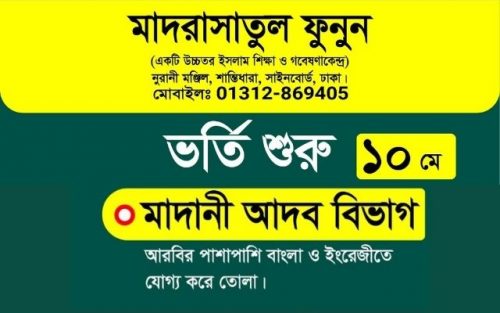 মাদরাসাতুল ফুনুন
(একটি উচ্চতর ইসলাম শিক্ষা ও গবেষণাকেন্দ্র)
নুরানী মঞ্জিল, শান্তিধারা, সাইনবোর্ড, ঢাকা।
মোবাইলঃ 01312-869405
ভর্তি শুরু ১০ মে
মাদানী আদব বিভাগ
আরবির পাশাপাশি বাংলা ও ইংরেজীতে
যোগ্য করে তোলা।